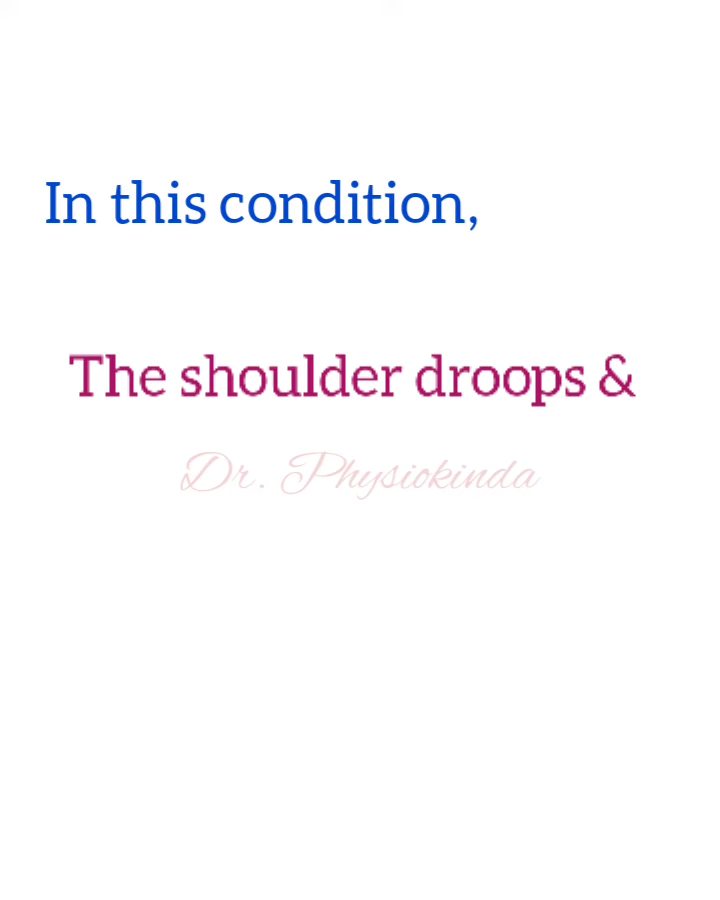 In this condition,
The shoulder droops &
Dr. Physiokinda